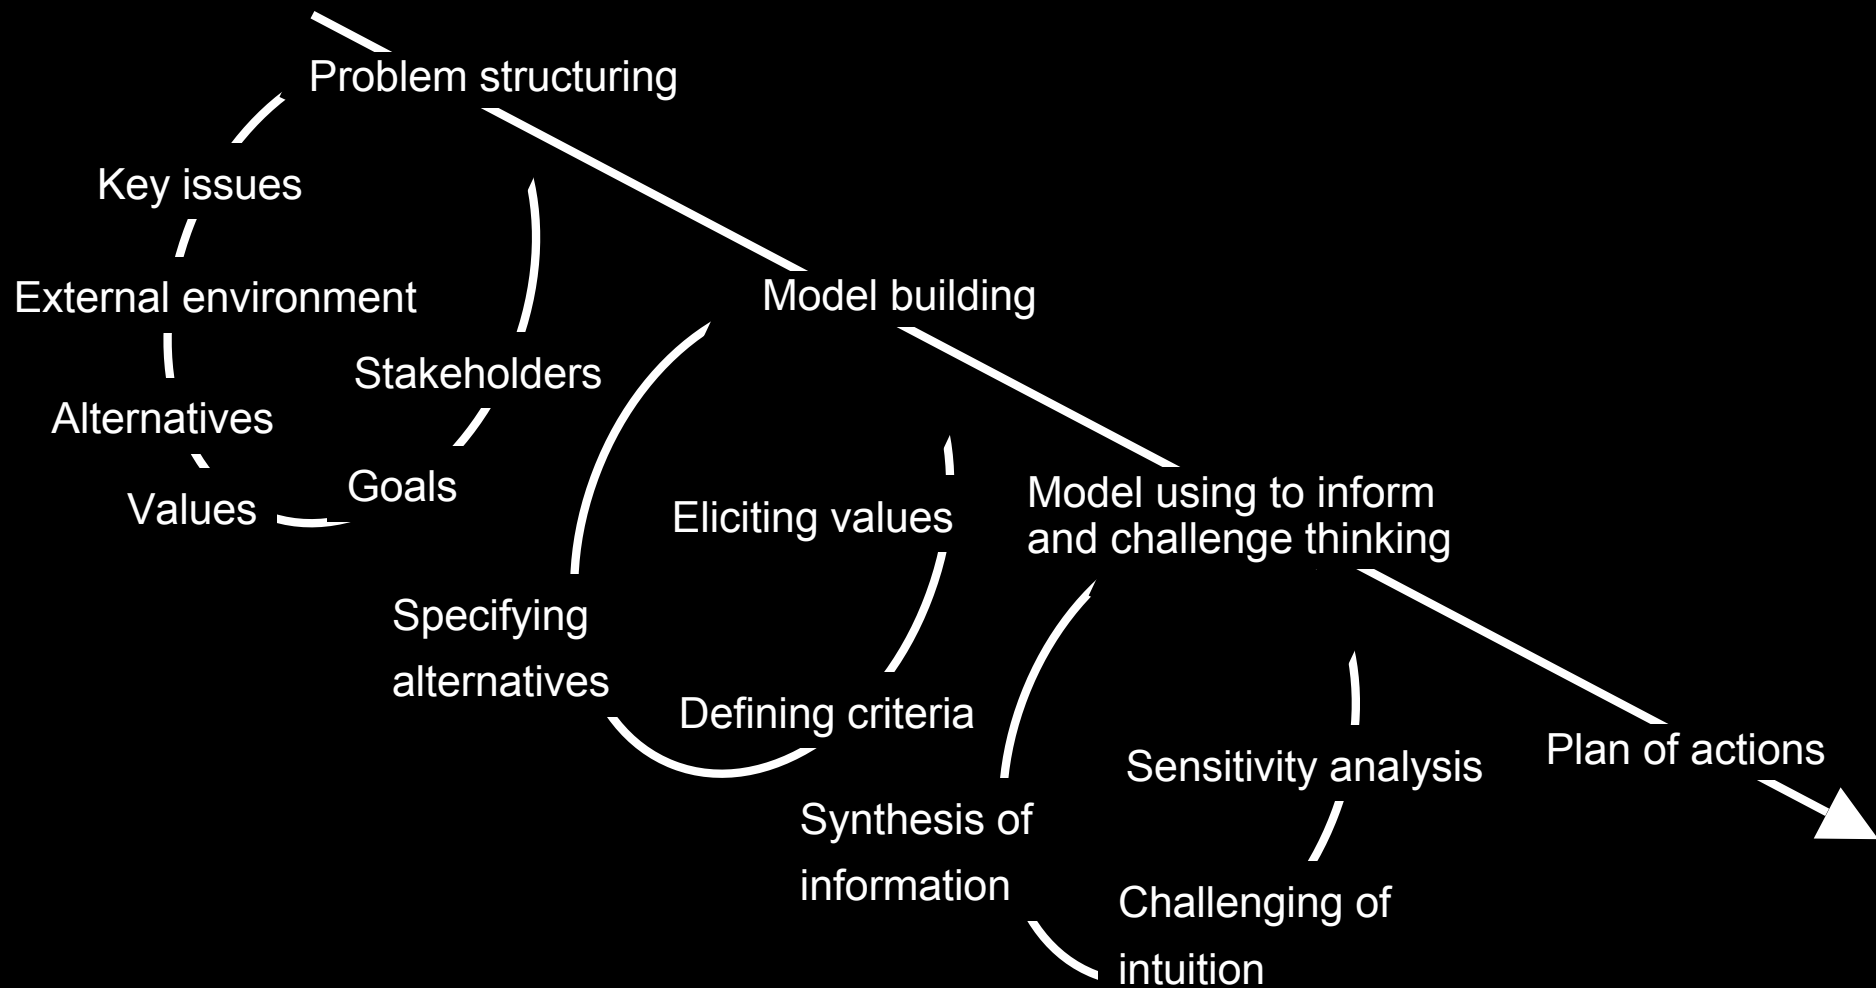 Problem structuring
Key issues
External environment
Alternatives
Values
Goals
Stakeholders
Model building
Specifying
alternatives
Defining criteria
Eliciting values
Model using to inform
and challenge thinking
Synthesis of
information
Challenging of
intuition
Sensitivity analysis
Plan of actions